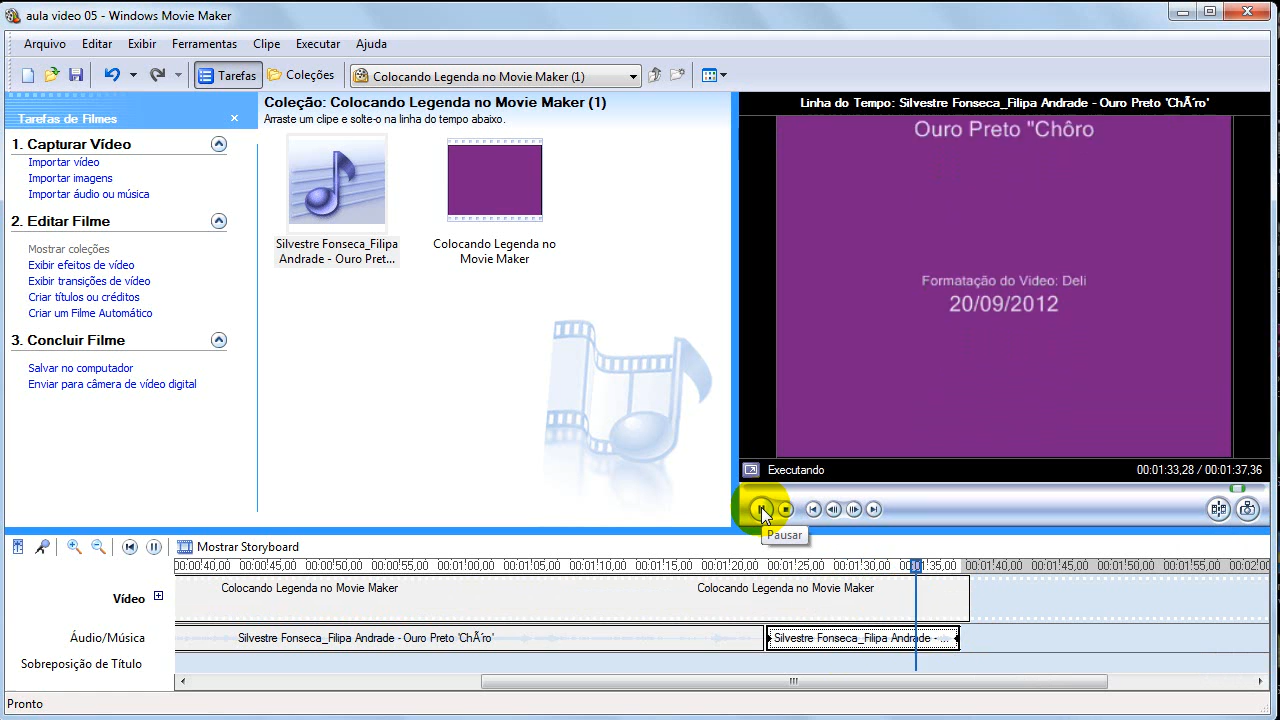 aula video 05 - Windows Movie Maker
Arquivo Editar Exibir Ferramentas Clipe Executar Ajuda
Tarefas Coleções Colocando Legenda no Movie Maker (1)
Tarefas de Filmes
1. Capturar Vídeo
Importar vídeo
Importar imagens
Importar áudio ou música
2. Editar Filme
Mostrar coleções
Exibir efeitos de vídeo
Exibir transições de vídeo
Criar títulos ou créditos
Criar um Filme Automático
3. Concluir Filme
Salvar no computador
Enviar para câmera de vídeo digital
Coleção: Colocando Legenda no Movie Maker (1)
Arraste um clipe e solte-o na linha do tempo abaixo.
Silvestre Fonseca_Filipa
Andrade - Ouro Pret...
Colocando Legenda no
Movie Maker
Linha do Tempo: Silvestre Fonseca_Filipa Andrade - Ouro Preto 'ChÃ´ro'
Ouro Preto "Chôro
Formatação do Video: Deli
20/09/2012
Executando 00:01:33,28 / 00:01:37,36
Pausar
Mostrar Storyboard
00:00:40,00 00:00:45,00 00:00:50,00 00:00:55,00 00:01:00,00 00:01:05,00 00:01:10,00 00:01:15,00 00:01:20,00 00:01:25,00 00:01:30,00 00:01:35,00 00:01:40,00 00:01:45,00 00:01:50,00 00:01:55,00 00:02:00
Vídeo Colocando Legenda no Movie Maker Colocando Legenda no Movie Maker
Áudio/Música Silvestre Fonseca_Filipa Andrade - Ouro Preto 'ChÃ´ro' Silvestre Fonseca_Filipa Andrade - ...
Sobreposição de Título
Pronto